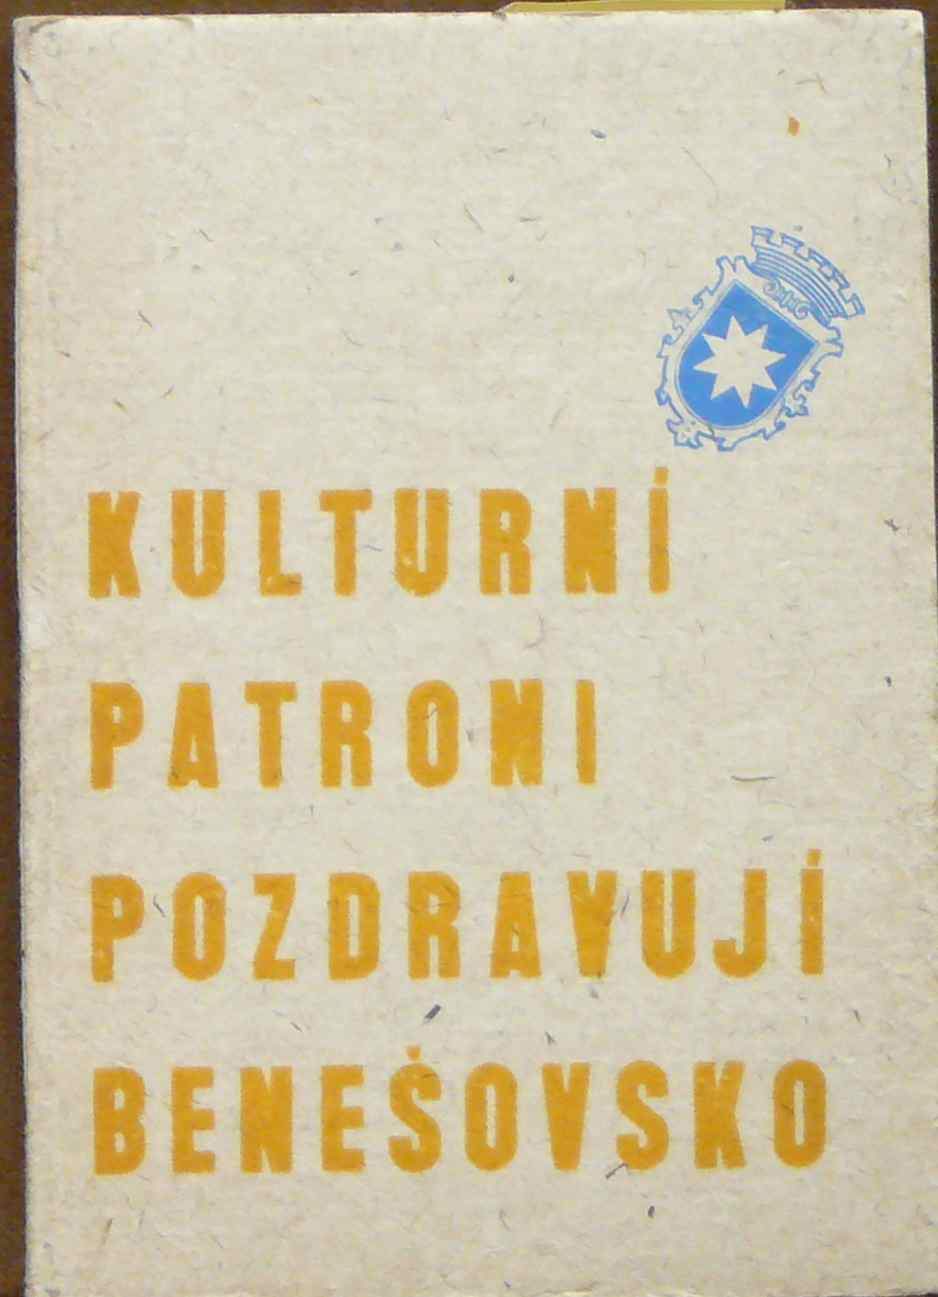 KULTURNÍ
PATRONI
POZDRAVUJÍ
BENEŠOVSKO